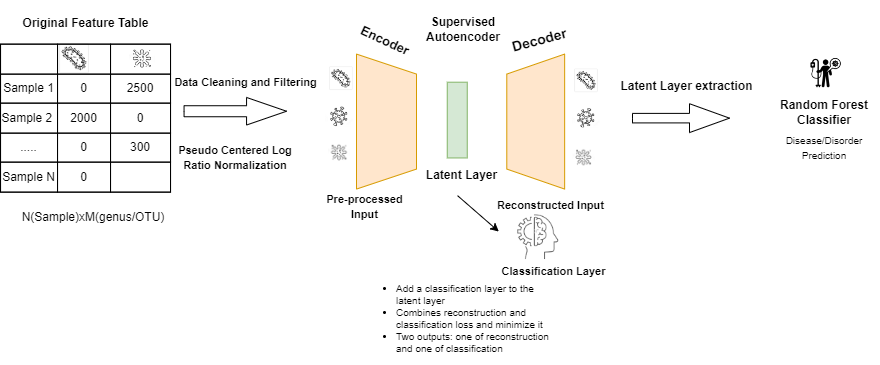 Original Feature Table
Sample 1 0 2500
Sample 2 2000 0
..... 0 300
Sample N 0
N(Sample)xM(genus/OTU)
Data Cleaning and Filtering
Pseudo Centered Log
Ratio Normalization
Supervised
Autoencoder
Encoder
Decoder
Pre-processed
Input
Latent Layer
Reconstructed Input
Classification Layer
• Add a classification layer to the
latent layer
• Combines reconstruction and
classification loss and minimize it
• Two outputs: one of reconstruction
and one of classification
Latent Layer extraction
Random Forest
Classifier
Disease/Disorder
Prediction